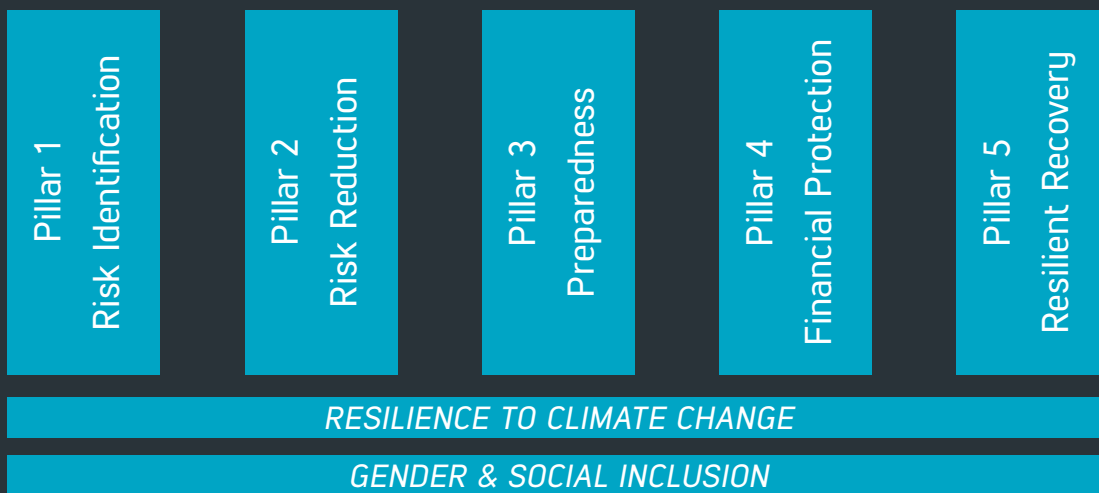 Pillar 1
Risk Identification
Pillar 2
Risk Reduction
Pillar 3
Preparedness
Pillar 4
Financial Protection
Pillar 5
Resilient Recovery
RESILIENCE TO CLIMATE CHANGE
GENDER & SOCIAL INCLUSION